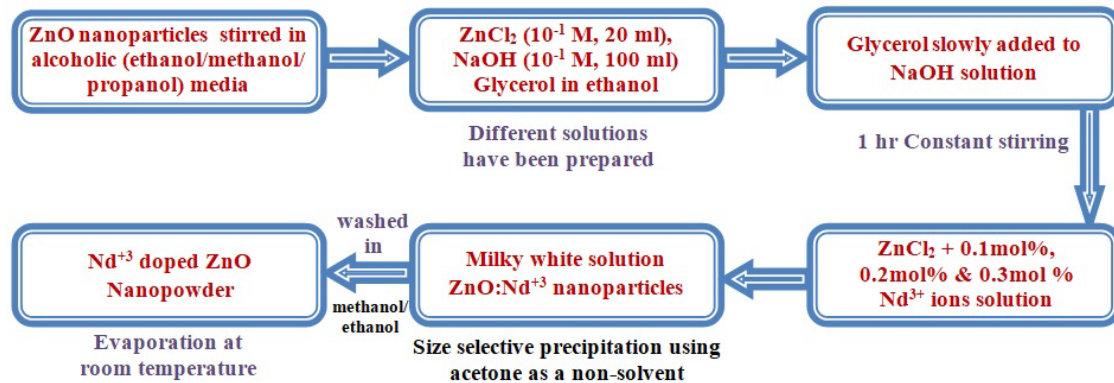 ZnO nanoparticles stirred in
alcoholic (ethanol/methanol/
propanol) media
ZnCl₂ (10⁻¹ M, 20 ml),
NaOH (10⁻¹ M, 100 ml)
Glycerol in ethanol
Glycerol slowly added to
NaOH solution
Different solutions
have been prepared
1 hr Constant stirring
ZnCl₂ + 0.1mol%,
0.2mol% & 0.3mol %
Nd³⁺ ions solution
Milky white solution
ZnO:Nd⁺³ nanoparticles
Size selective precipitation using
acetone as a non-solvent
washed
in
methanol/
ethanol
Nd⁺³ doped ZnO
Nanopowder
Evaporation at
room temperature